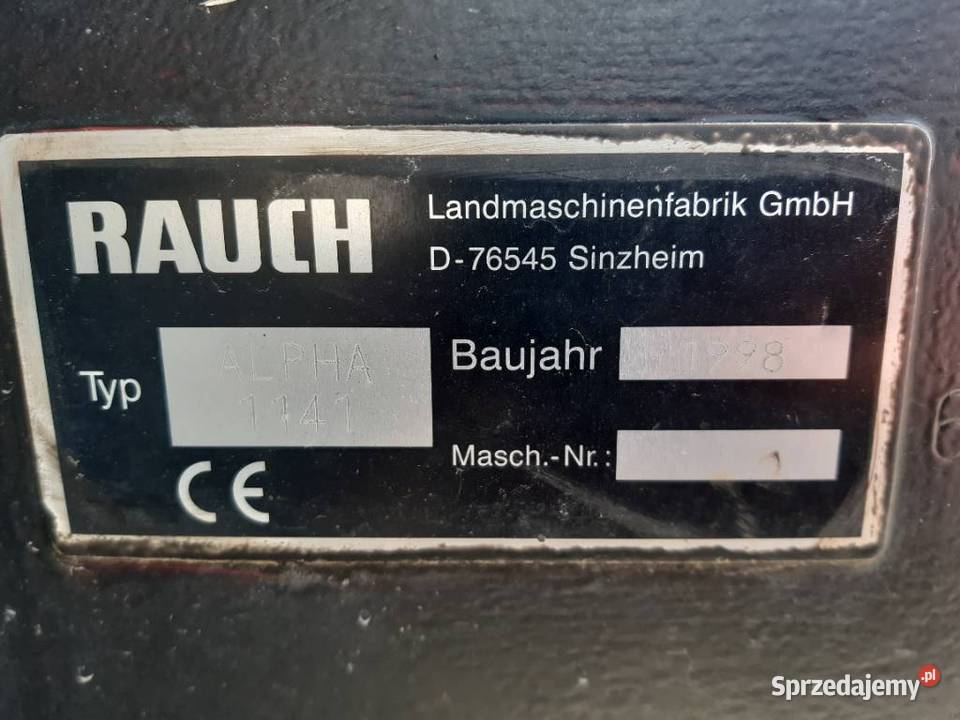 RAUCH
Landmaschinenfabrik GmbH
D-76545 Sinzheim
Typ
ALPHA
1141
Baujahr
1998
Masch.-Nr.:
CE
Sprzedajemy.pl